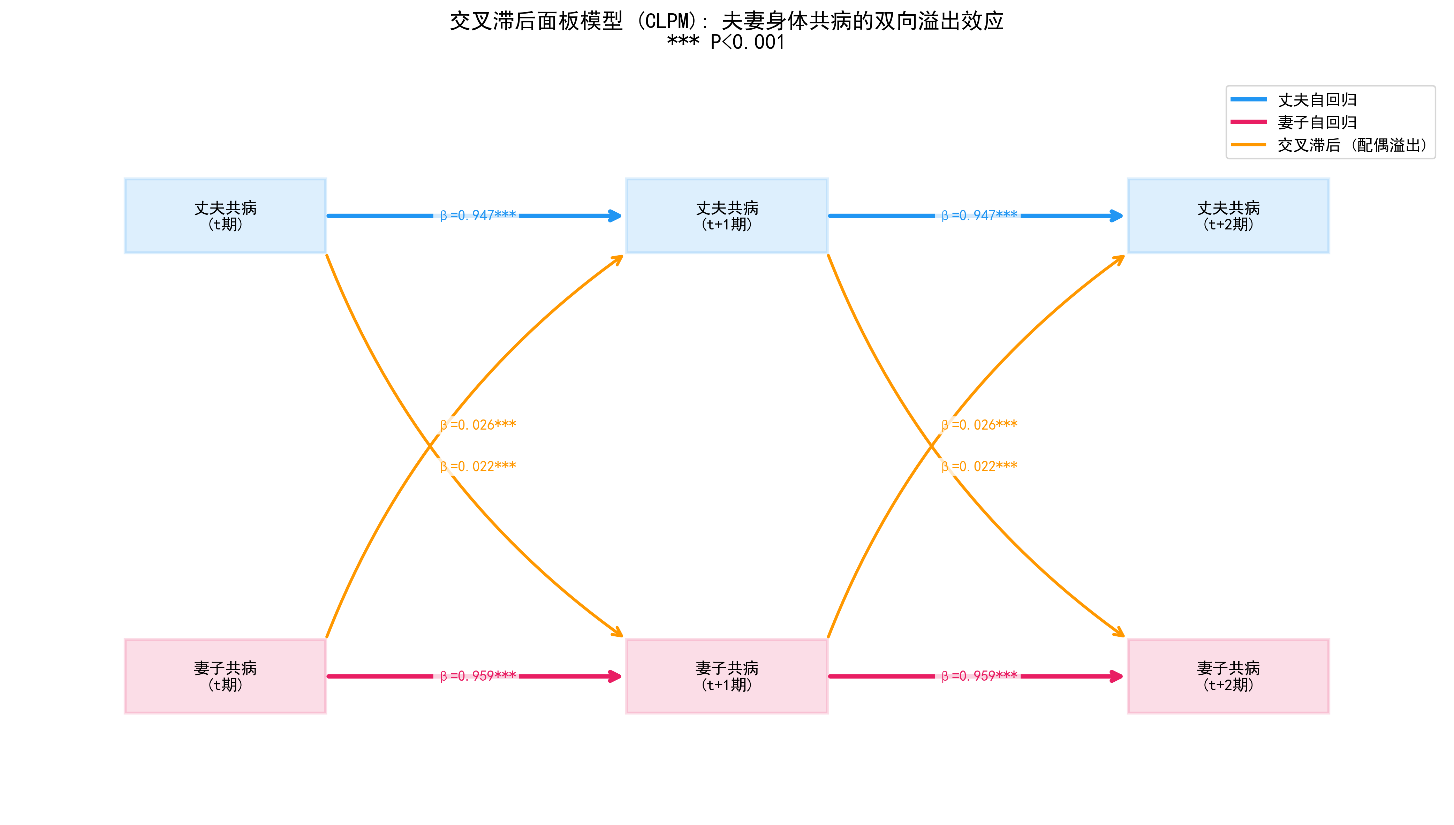 交叉滞后面板模型 (CLPM): 夫妻身体共病的双向溢出效应
*** P<0.001
丈夫自回归
妻子自回归
交叉滞后 (配偶溢出)
丈夫共病
(t期)
β=0.947***
丈夫共病
(t+1期)
β=0.947***
丈夫共病
(t+2期)
β=0.026***
β=0.026***
β=0.022***
β=0.022***
妻子共病
(t期)
β=0.959***
妻子共病
(t+1期)
β=0.959***
妻子共病
(t+2期)